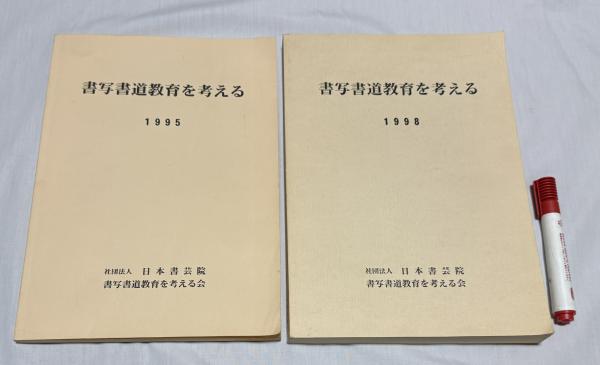 書写書道教育を考える
1995
社団法人 日本書芸院
書写書道教育を考える会
書写書道教育を考える
1998
社団法人 日本書芸院
書写書道教育を考える会